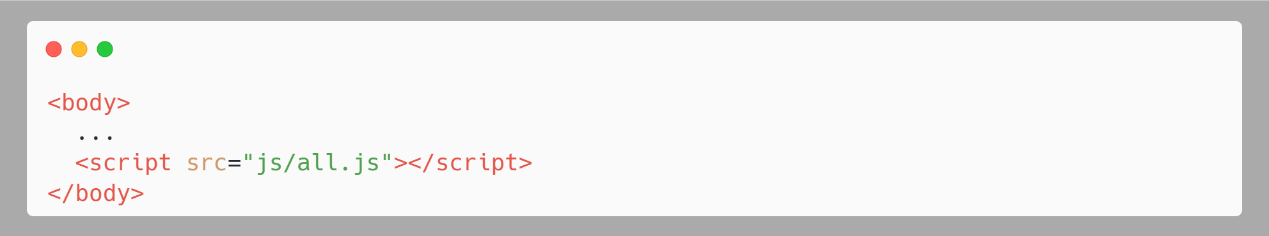 <body>
  ...
  <script src="js/all.js"></script>
</body>